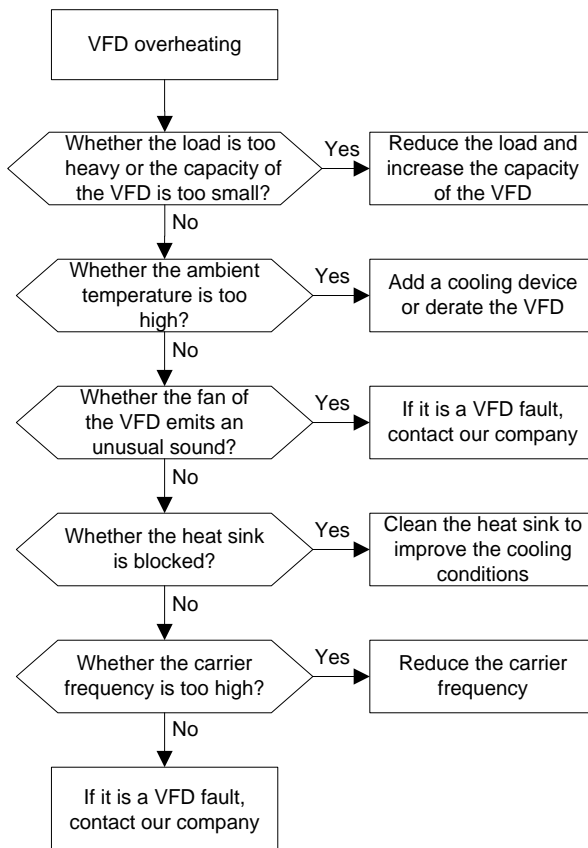 VFD overheating
Whether the load is too
heavy or the capacity of
the VFD is too small?
Yes
Reduce the load and
increase the capacity
of the VFD
No
Whether the ambient
temperature is too
high?
Yes
Add a cooling device
or derate the VFD
No
Whether the fan of
the VFD emits an
unusual sound?
Yes
If it is a VFD fault,
contact our company
No
Whether the heat sink
is blocked?
Yes
Clean the heat sink to
improve the cooling
conditions
No
Whether the carrier
frequency is too high?
Yes
Reduce the carrier
frequency
No
If it is a VFD fault,
contact our company